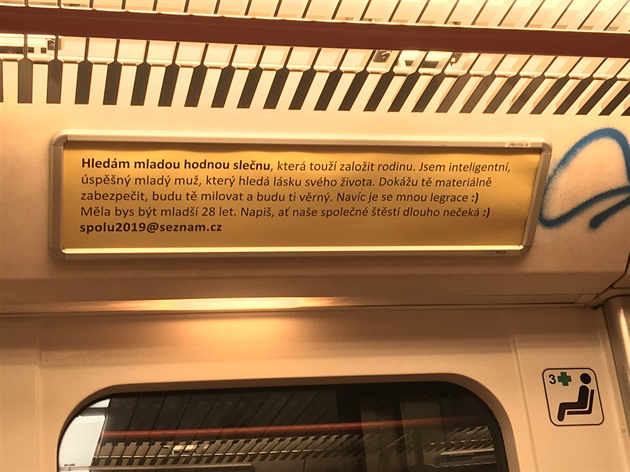 Hledám mladou hodnou slečnu, která touží založit rodinu. Jsem inteligentní,
úspěšný mladý muž, který hledá lásku svého života. Dokážu tě materiálně
zabezpečit, budu tě milovat a budu ti věrný. Navíc je se mnou legrace :)
Měla bys být mladší 28 let. Napiš, ať naše společné štěstí dlouho nečeká :)
spolu2019@seznam.cz
3